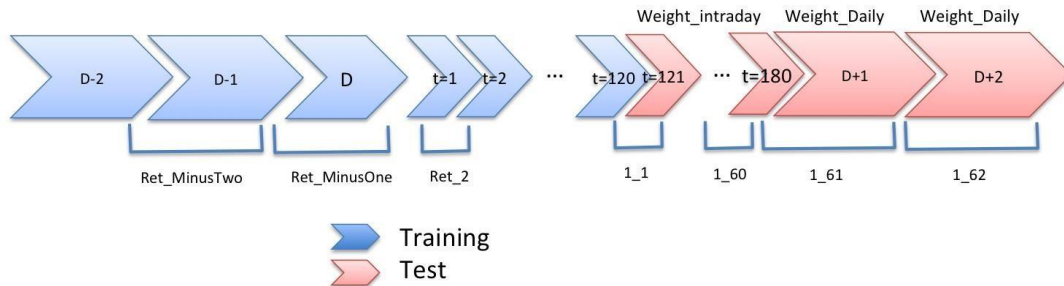 Weight_intraday Weight_Daily Weight_Daily
D-2 D-1 D t=1 t=2 ... t=120 t=121 ... t=180 D+1 D+2
Ret_MinusTwo Ret_MinusOne Ret_2 1_1 1_60 1_61 1_62
Training
Test